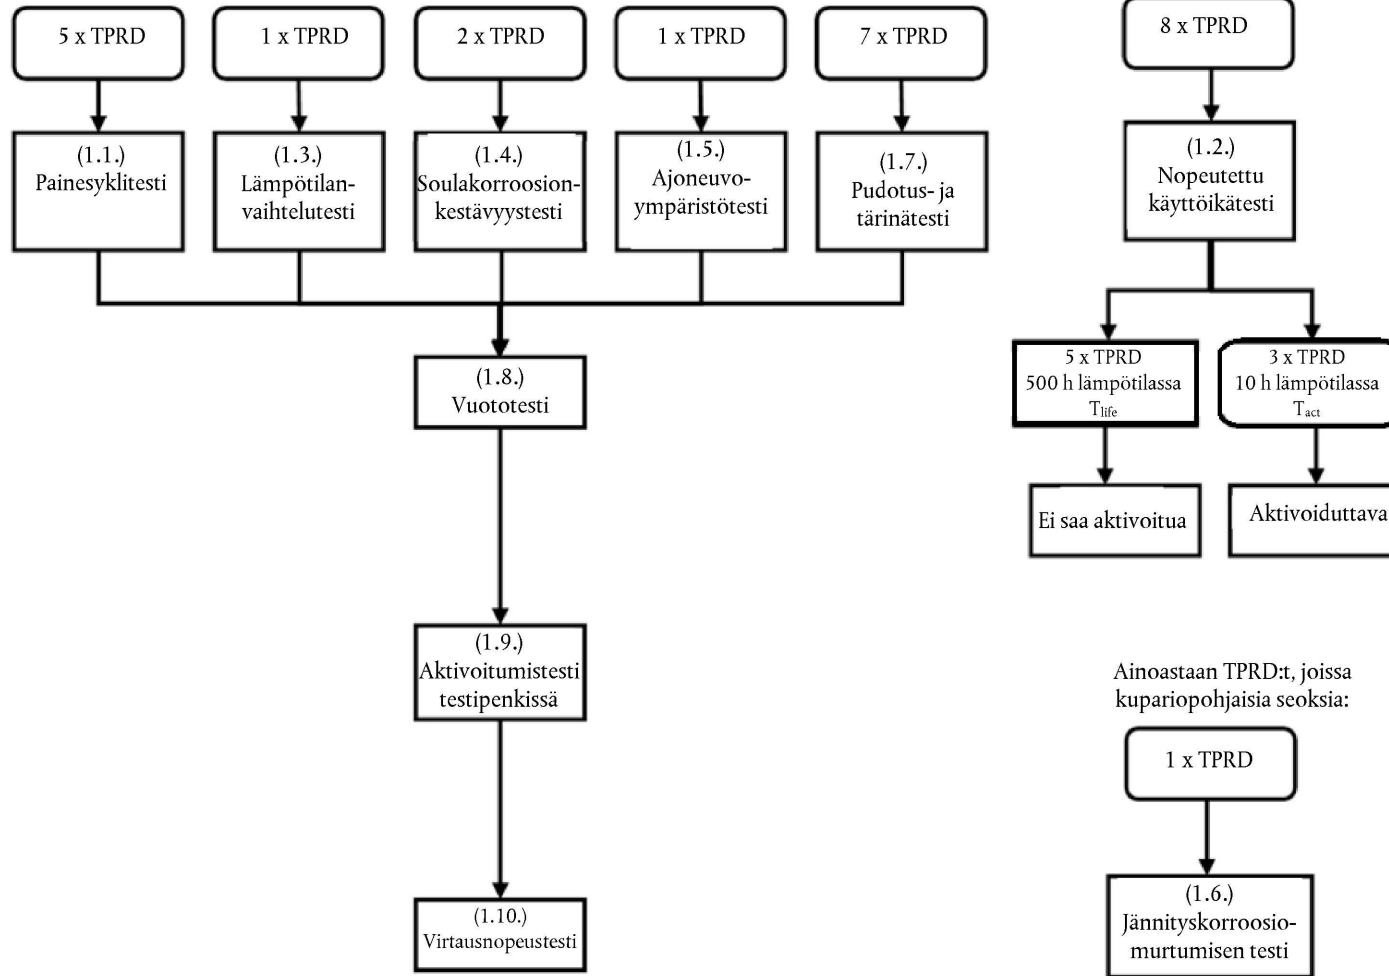 5 x TPRD
1 x TPRD
2 x TPRD
1 x TPRD
7 x TPRD
8 x TPRD
(1.1.)
Painesyklitesti
(1.3.)
Lämpötilan-
vaihtelutesti
(1.4.)
Soulakorroosion-
kestävyystesti
(1.5.)
Ajoneuvo-
ympäristötesti
(1.7.)
Pudotus- ja
tärinätesti
(1.2.)
Nopeutettu
käyttöikätesti
(1.8.)
Vuototesti
5 x TPRD
500 h lämpötilassa
Tlife
3 x TPRD
10 h lämpötilassa
Tact
Ei saa aktivoitua
Aktivoiduttava
(1.9.)
Aktivoitumistesti
testipenkissä
Ainoastaan TPRD:t, joissa
kupariopohjaisia seoksia:
1 x TPRD
(1.10.)
Virtausnopeustesti
(1.6.)
Jännityskorroosio-
murtumisen testi